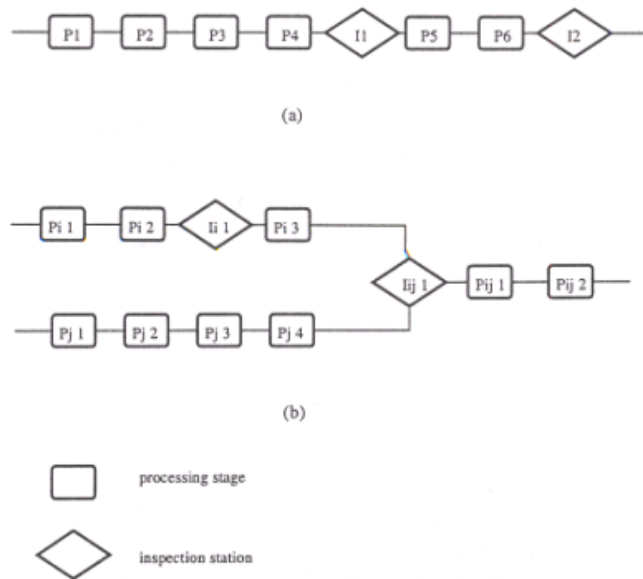 P1 P2 P3 P4 I1 P5 P6 I2
(a)
Pi 1 Pi 2 Ii 1 Pi 3
Iij 1 Pij 1 Pij 2
Pj 1 Pj 2 Pj 3 Pj 4
(b)
processing stage
inspection station